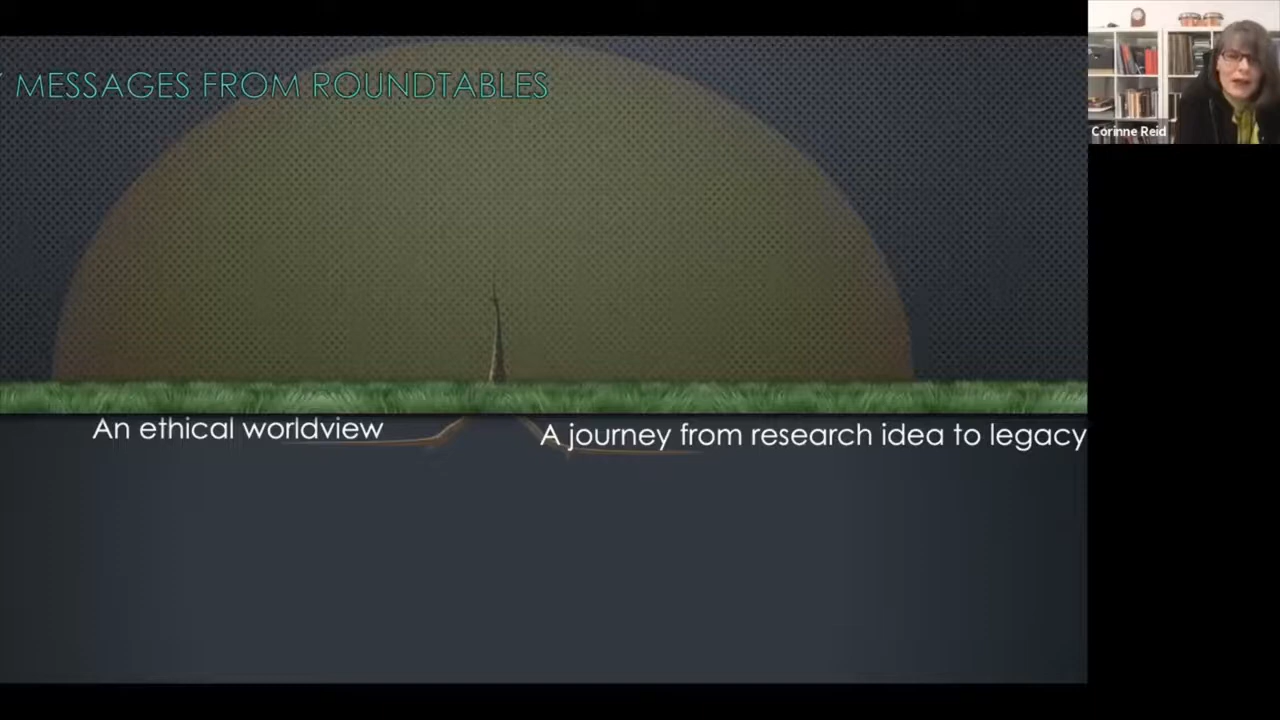 MESSAGES FROM ROUNDTABLES
Corinne Reid
An ethical worldview
A journey from research idea to legacy